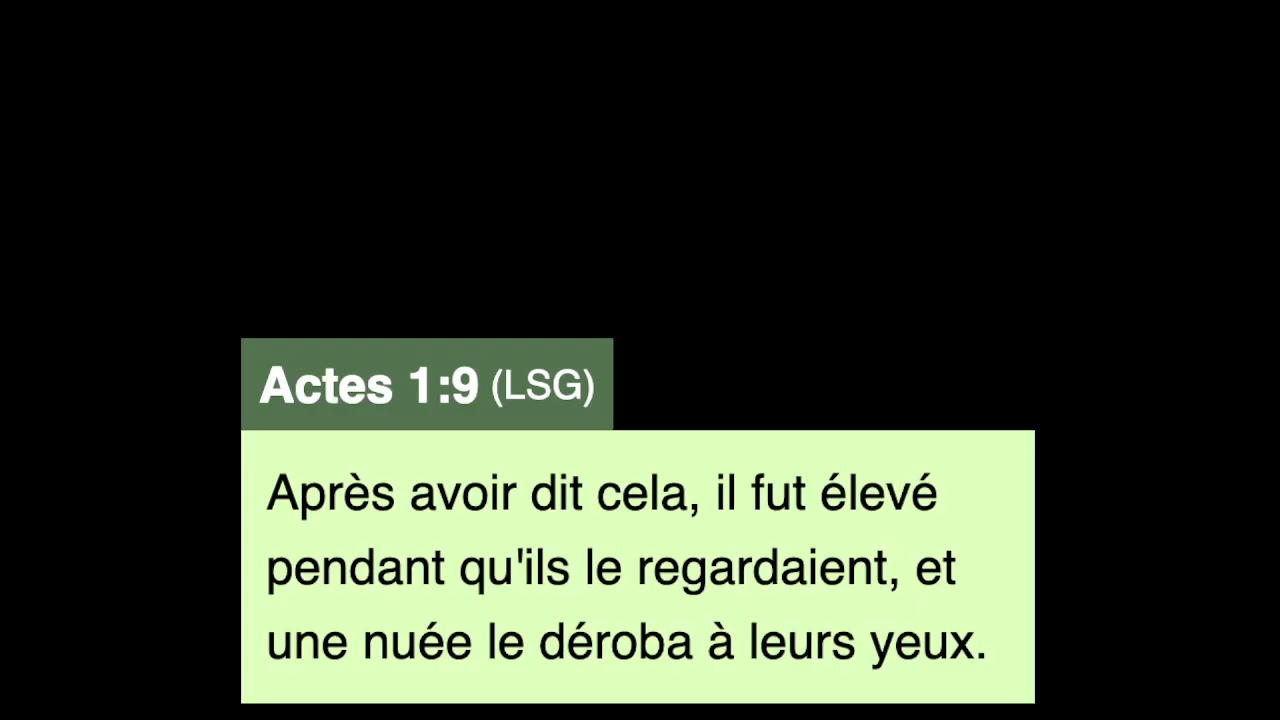 Actes 1:9 (LSG)
Après avoir dit cela, il fut élevé
pendant qu'ils le regardaient, et
une nuée le déroba à leurs yeux.